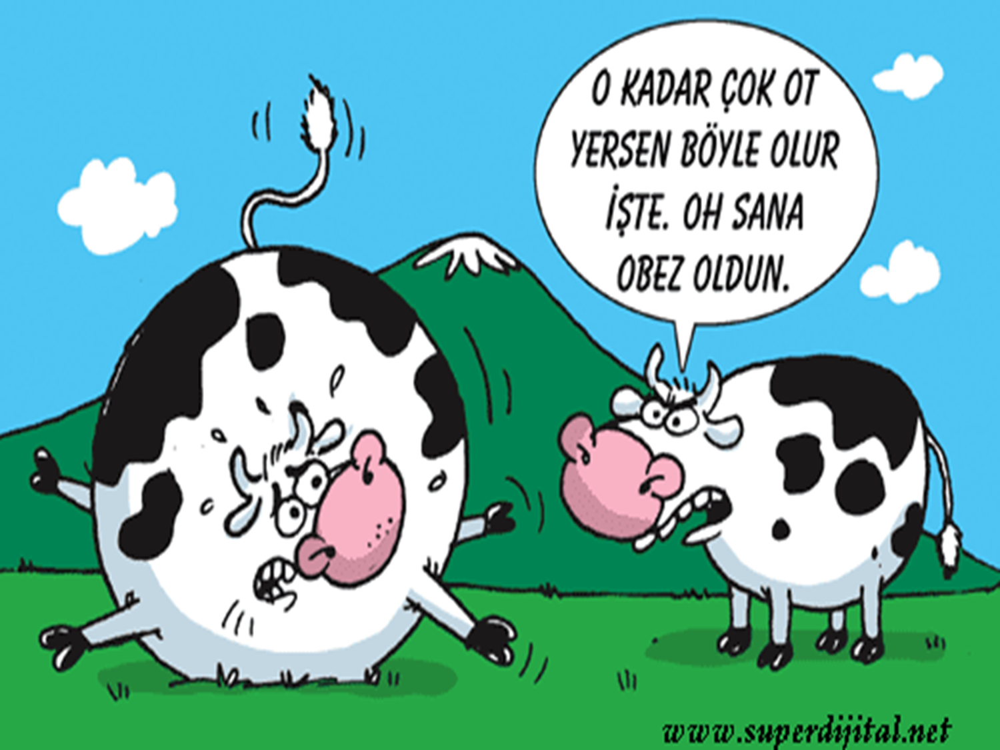 O KADAR ÇOK OT
YERSEN BÖYLE OLUR
İŞTE. OH SANA
OBEZ OLDUN.
www.superdijital.net